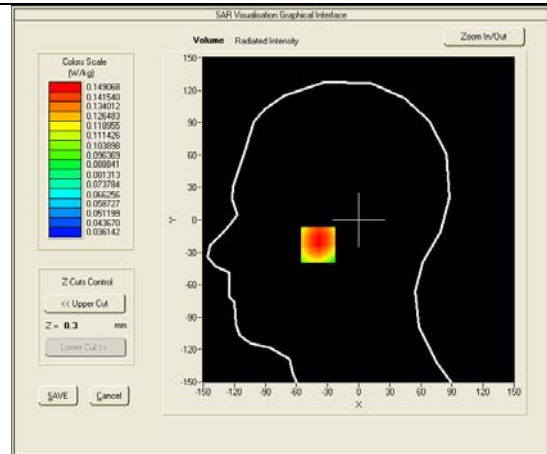 SAR Visualisation Graphical Interface
Volume Radiated Intensity
Zoom In/Out
Colors Scale
(W/kg)
0.149068
0.141540
0.134012
0.126483
0.118955
0.111426
0.103898
0.096369
0.088841
0.081313
0.073784
0.066256
0.058727
0.051199
0.043670
0.036142
Z Cuts Control
<< Upper Cut
Z = 0.3 mm
Lower Cut >>
SAVE Cancel
150
120
90
60
30
0
-30
-60
-90
-120
-150
Y
-150 -120 -90 -60 -30 0 30 60 90 120 150
X